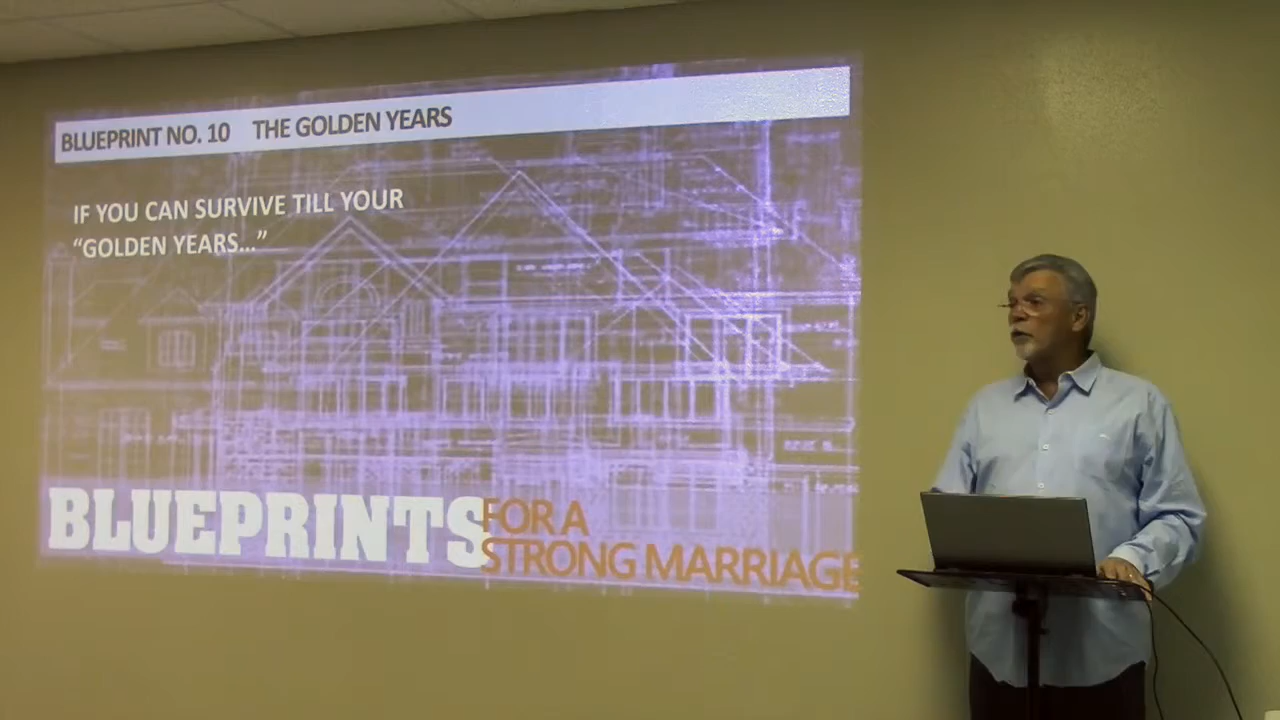 BLUEPRINT NO. 10 THE GOLDEN YEARS
IF YOU CAN SURVIVE TILL YOUR
“GOLDEN YEARS...”
BLUEPRINTS FOR A
STRONG MARRIAGE